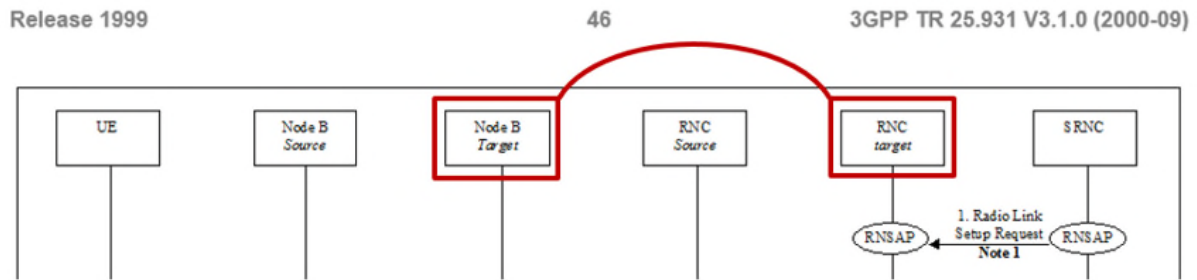 Release 1999 46 3GPP TR 25.931 V3.1.0 (2000-09)
UE Node B Node B RNC RNC SRNC
Source Target Source target
1. Radio Link
RNSAP Setup Request RNSAP
Note 1